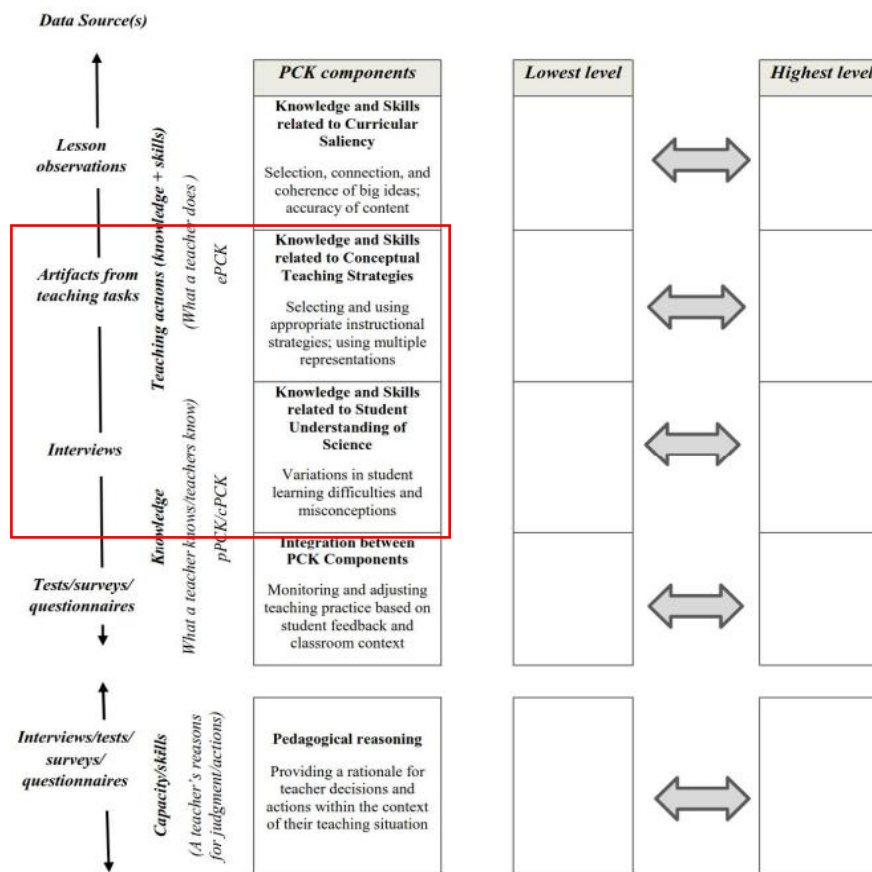 Data Source(s)
PCK components
Lowest level
Highest level
Lesson
observations
Artifacts from
teaching tasks
Interviews
Tests/surveys/
questionnaires
Teaching actions (knowledge + skills)
(What a teacher does )
ePCK
Knowledge
What a teacher knows/teachers know)
pPCK/cPCK
Knowledge and Skills
related to Curricular
Saliency
Selection, connection, and
coherence of big ideas;
accuracy of content
Knowledge and Skills
related to Conceptual
Teaching Strategies
Selecting and using
appropriate instructional
strategies; using multiple
representations
Knowledge and Skills
related to Student
Understanding of
Science
Variations in student
learning difficulties and
misconceptions
Integration between
PCK Components
Monitoring and adjusting
teaching practice based on
student feedback and
classroom context
Interviews/tests/
surveys/
questionnaires
Capacity/skills
(A teacher's reasons
for judgment/actions)
Pedagogical reasoning
Providing a rationale for
teacher decisions and
actions within the context
of their teaching situation